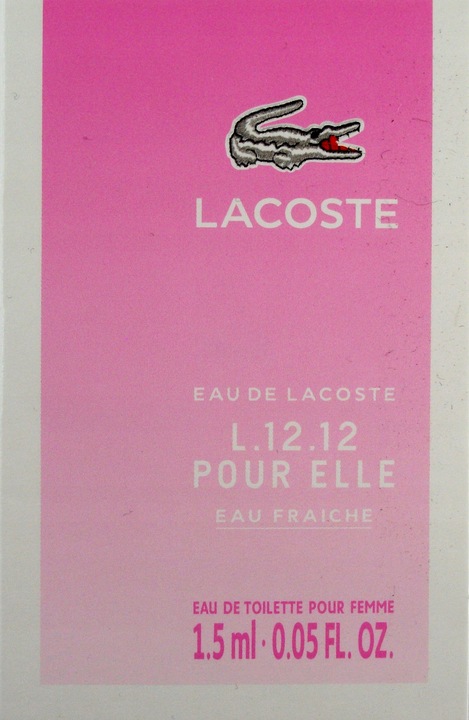 LACOSTE
EAU DE LACOSTE
L.12.12
POUR ELLE
EAU FRAICHE
EAU DE TOILETTE POUR FEMME
1.5 ml · 0.05 FL. OZ.